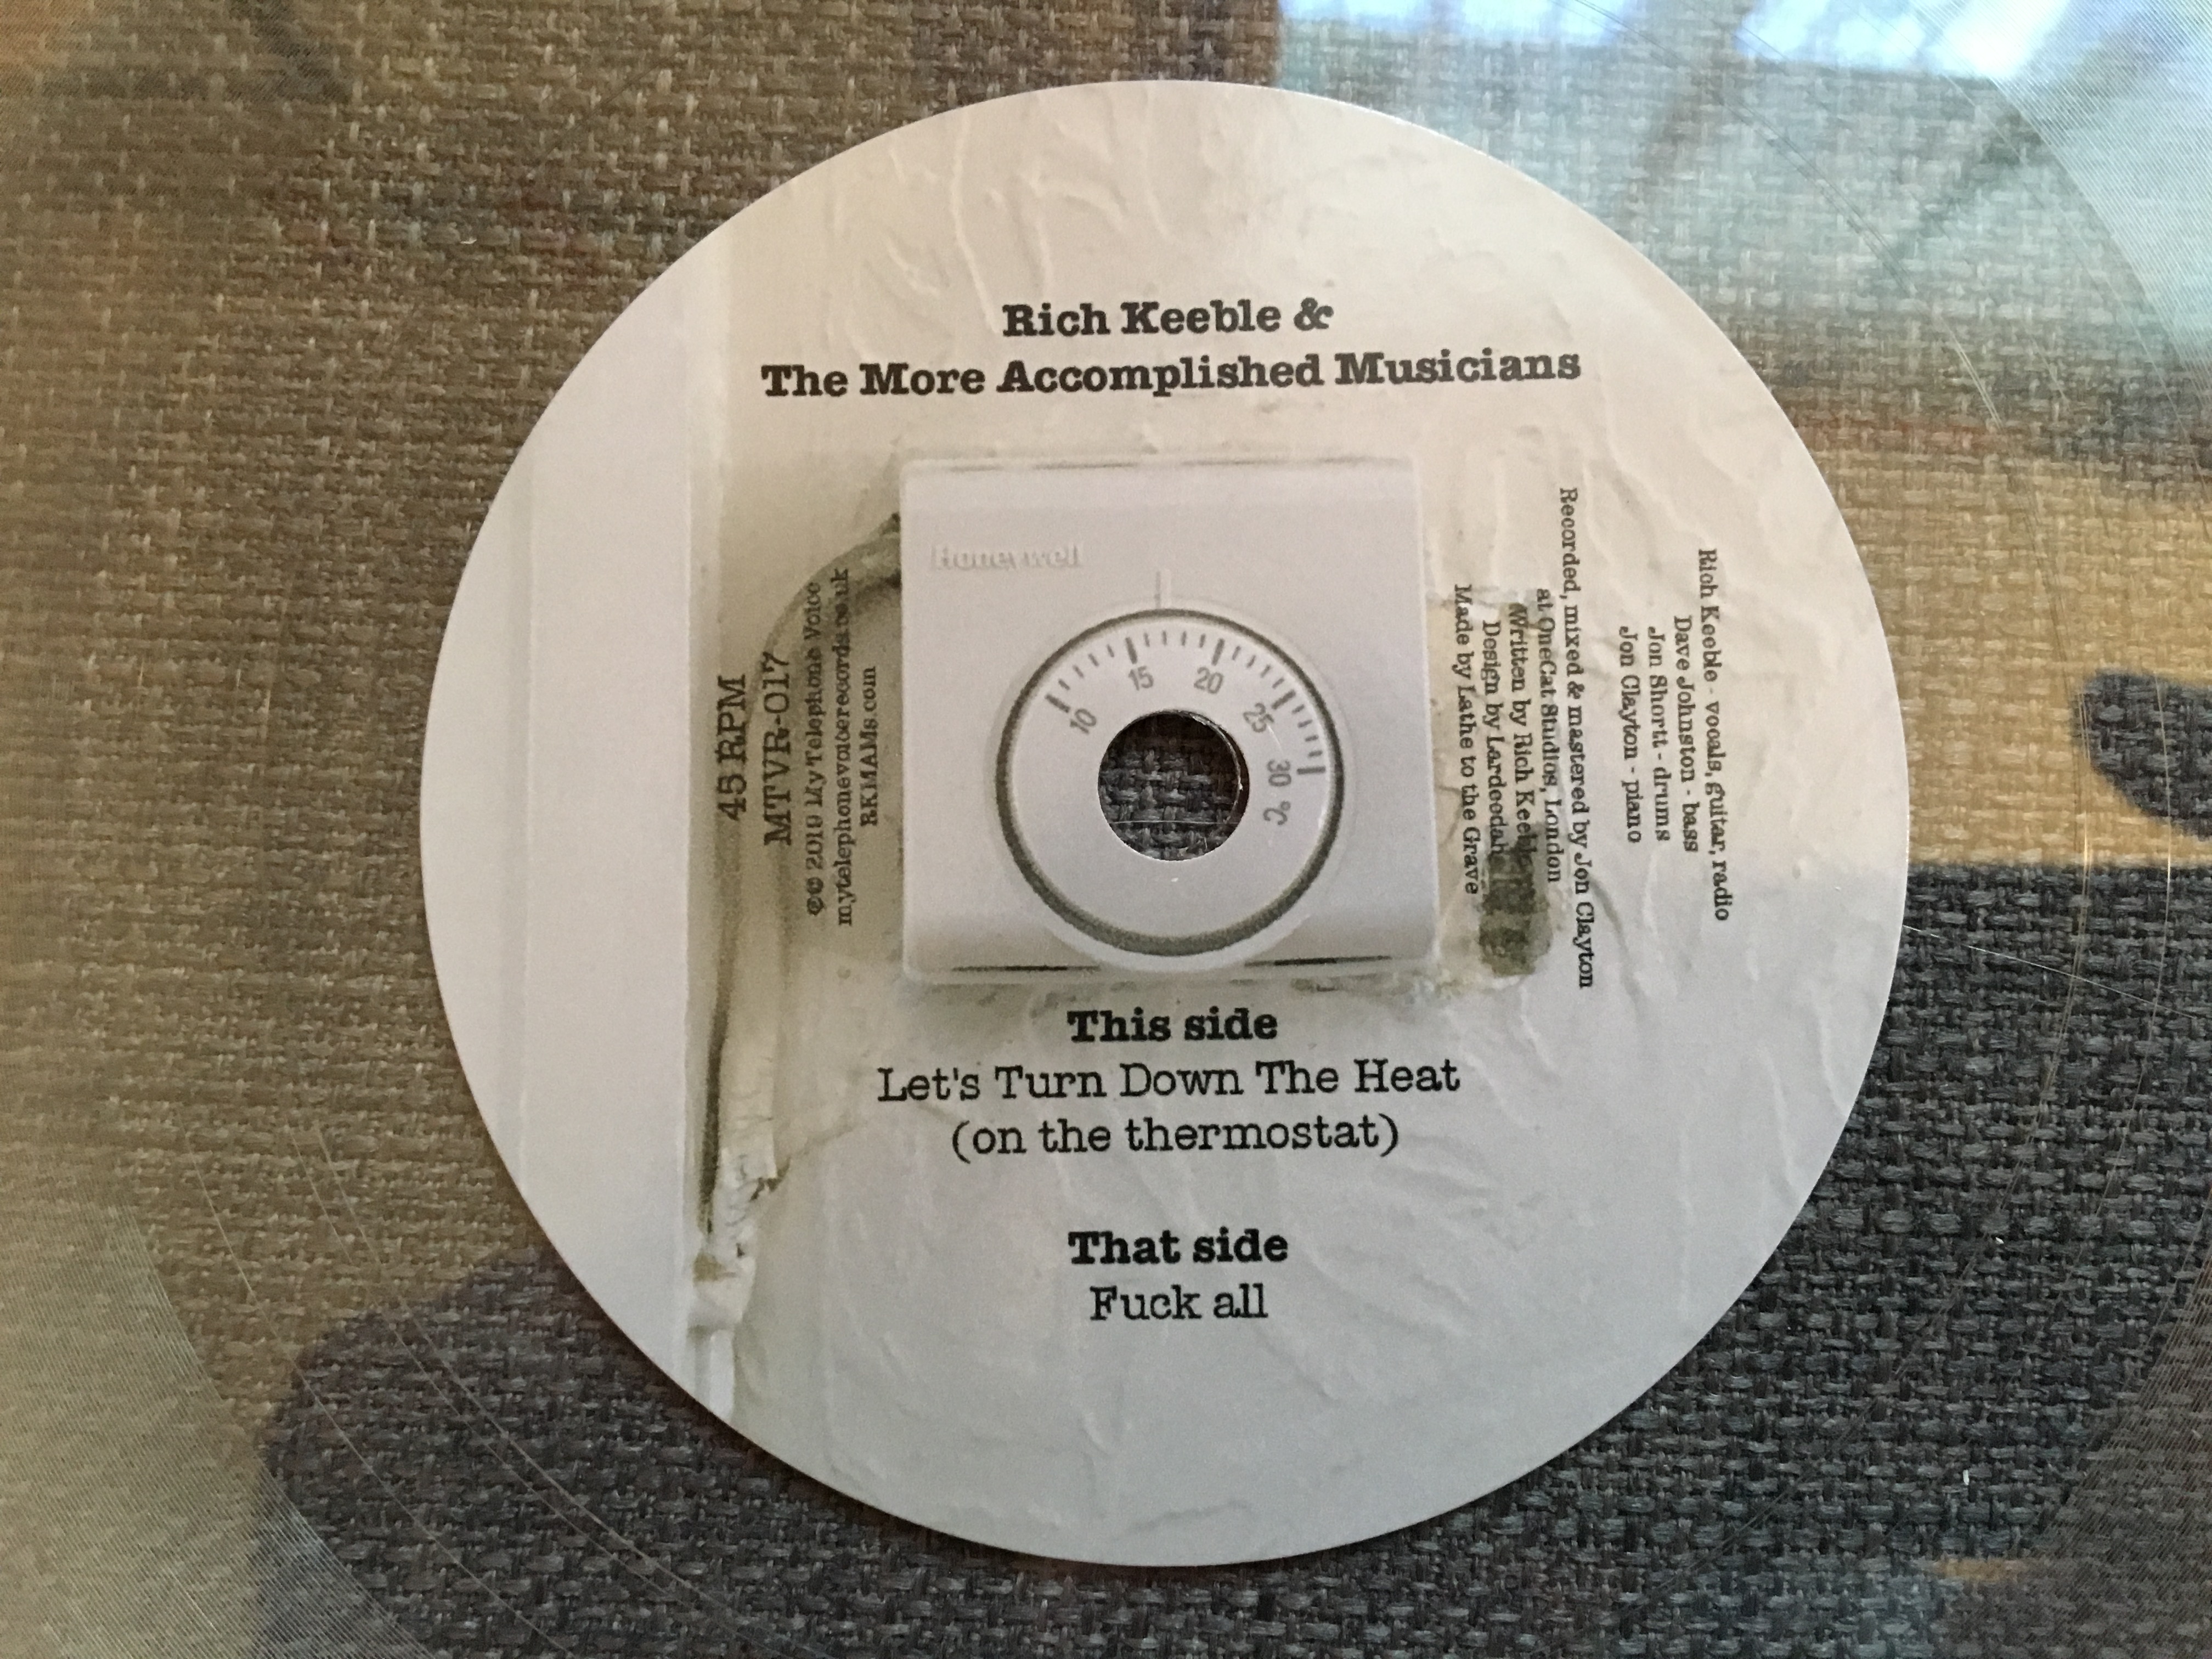 Rich Keeble &
The More Accomplished Musicians
Honeywell
10 15 20 25 30 °C
45 RPM
MTVR-017
℗© 2019 My Telephone Voice
mytelephonevoicerecords.co.uk
RKMAMs.com
Rich Keeble - vocals, guitar, radio
Dave Johnston - bass
Jon Shortt - drums
Jon Clayton - piano
Recorded, mixed & mastered by Jon Clayton
at OneCat Studios, London
Written by Rich Keeble
Design by Lardeodah
Made by Lathe to the Grave
This side
Let's Turn Down The Heat
(on the thermostat)
That side
Fuck all